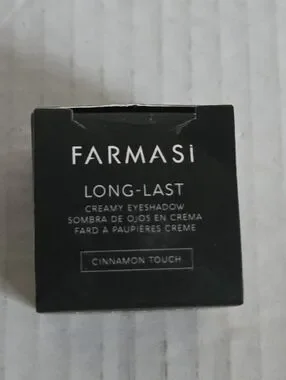 FARMASi
LONG-LAST
CREAMY EYESHADOW
SOMBRA DE OJOS EN CREMA
FARD À PAUPIÈRES CRÈME
CINNAMON TOUCH